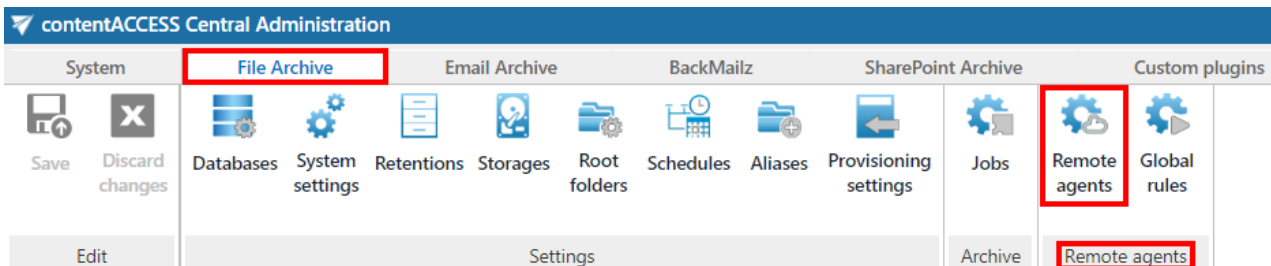 contentACCESS Central Administration
System File Archive Email Archive BackMailz SharePoint Archive Custom plugins
Save Discard changes Databases System settings Retentions Storages Root folders Schedules Aliases Provisioning settings Jobs Remote agents Global rules
Edit Settings Archive Remote agents